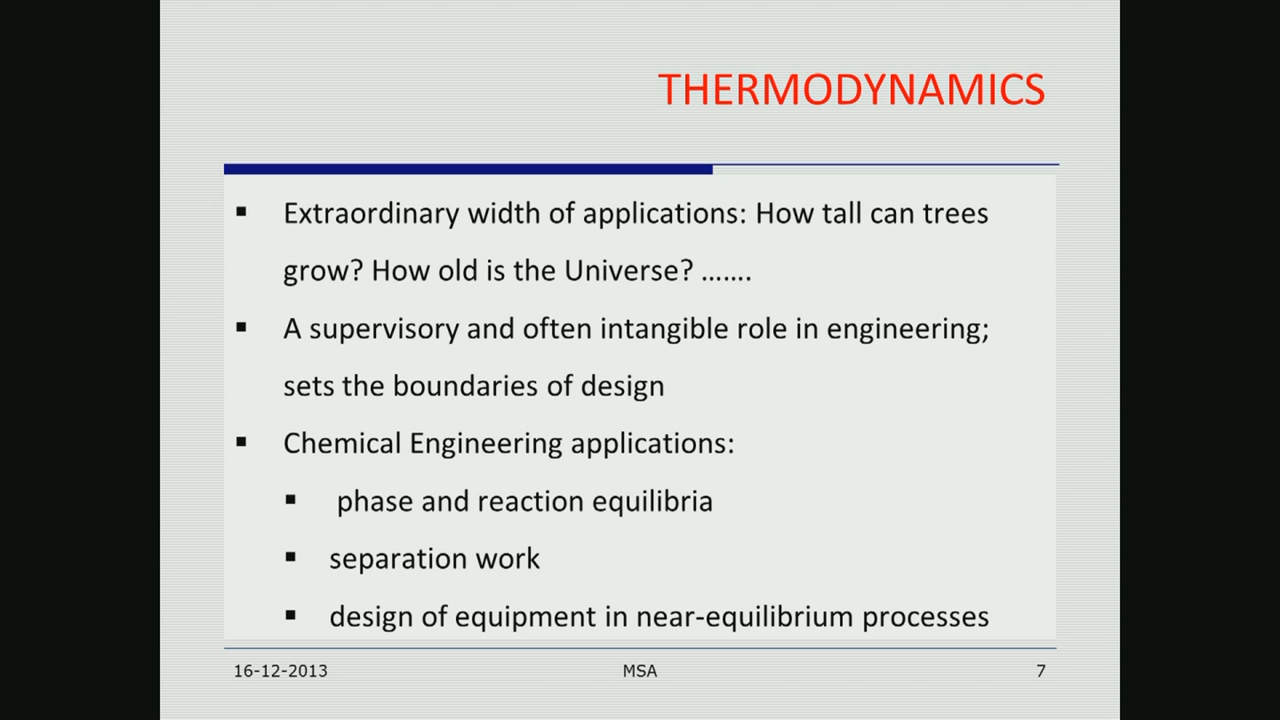 THERMODYNAMICS
▪ Extraordinary width of applications: How tall can trees
grow? How old is the Universe? …….
▪ A supervisory and often intangible role in engineering;
sets the boundaries of design
▪ Chemical Engineering applications:
▪ phase and reaction equilibria
▪ separation work
▪ design of equipment in near-equilibrium processes
16-12-2013 MSA 7